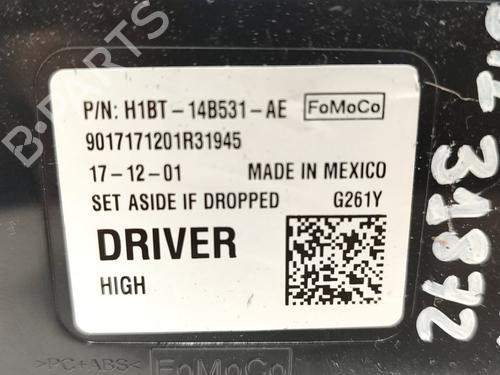 P/N: H1BT-14B531-AE FoMoCo
9017171201R31945
17-12-01 MADE IN MEXICO
SET ASIDE IF DROPPED G261Y
DRIVER
HIGH
>PC+ABS<
FoMoCo
31872
B-PARTS